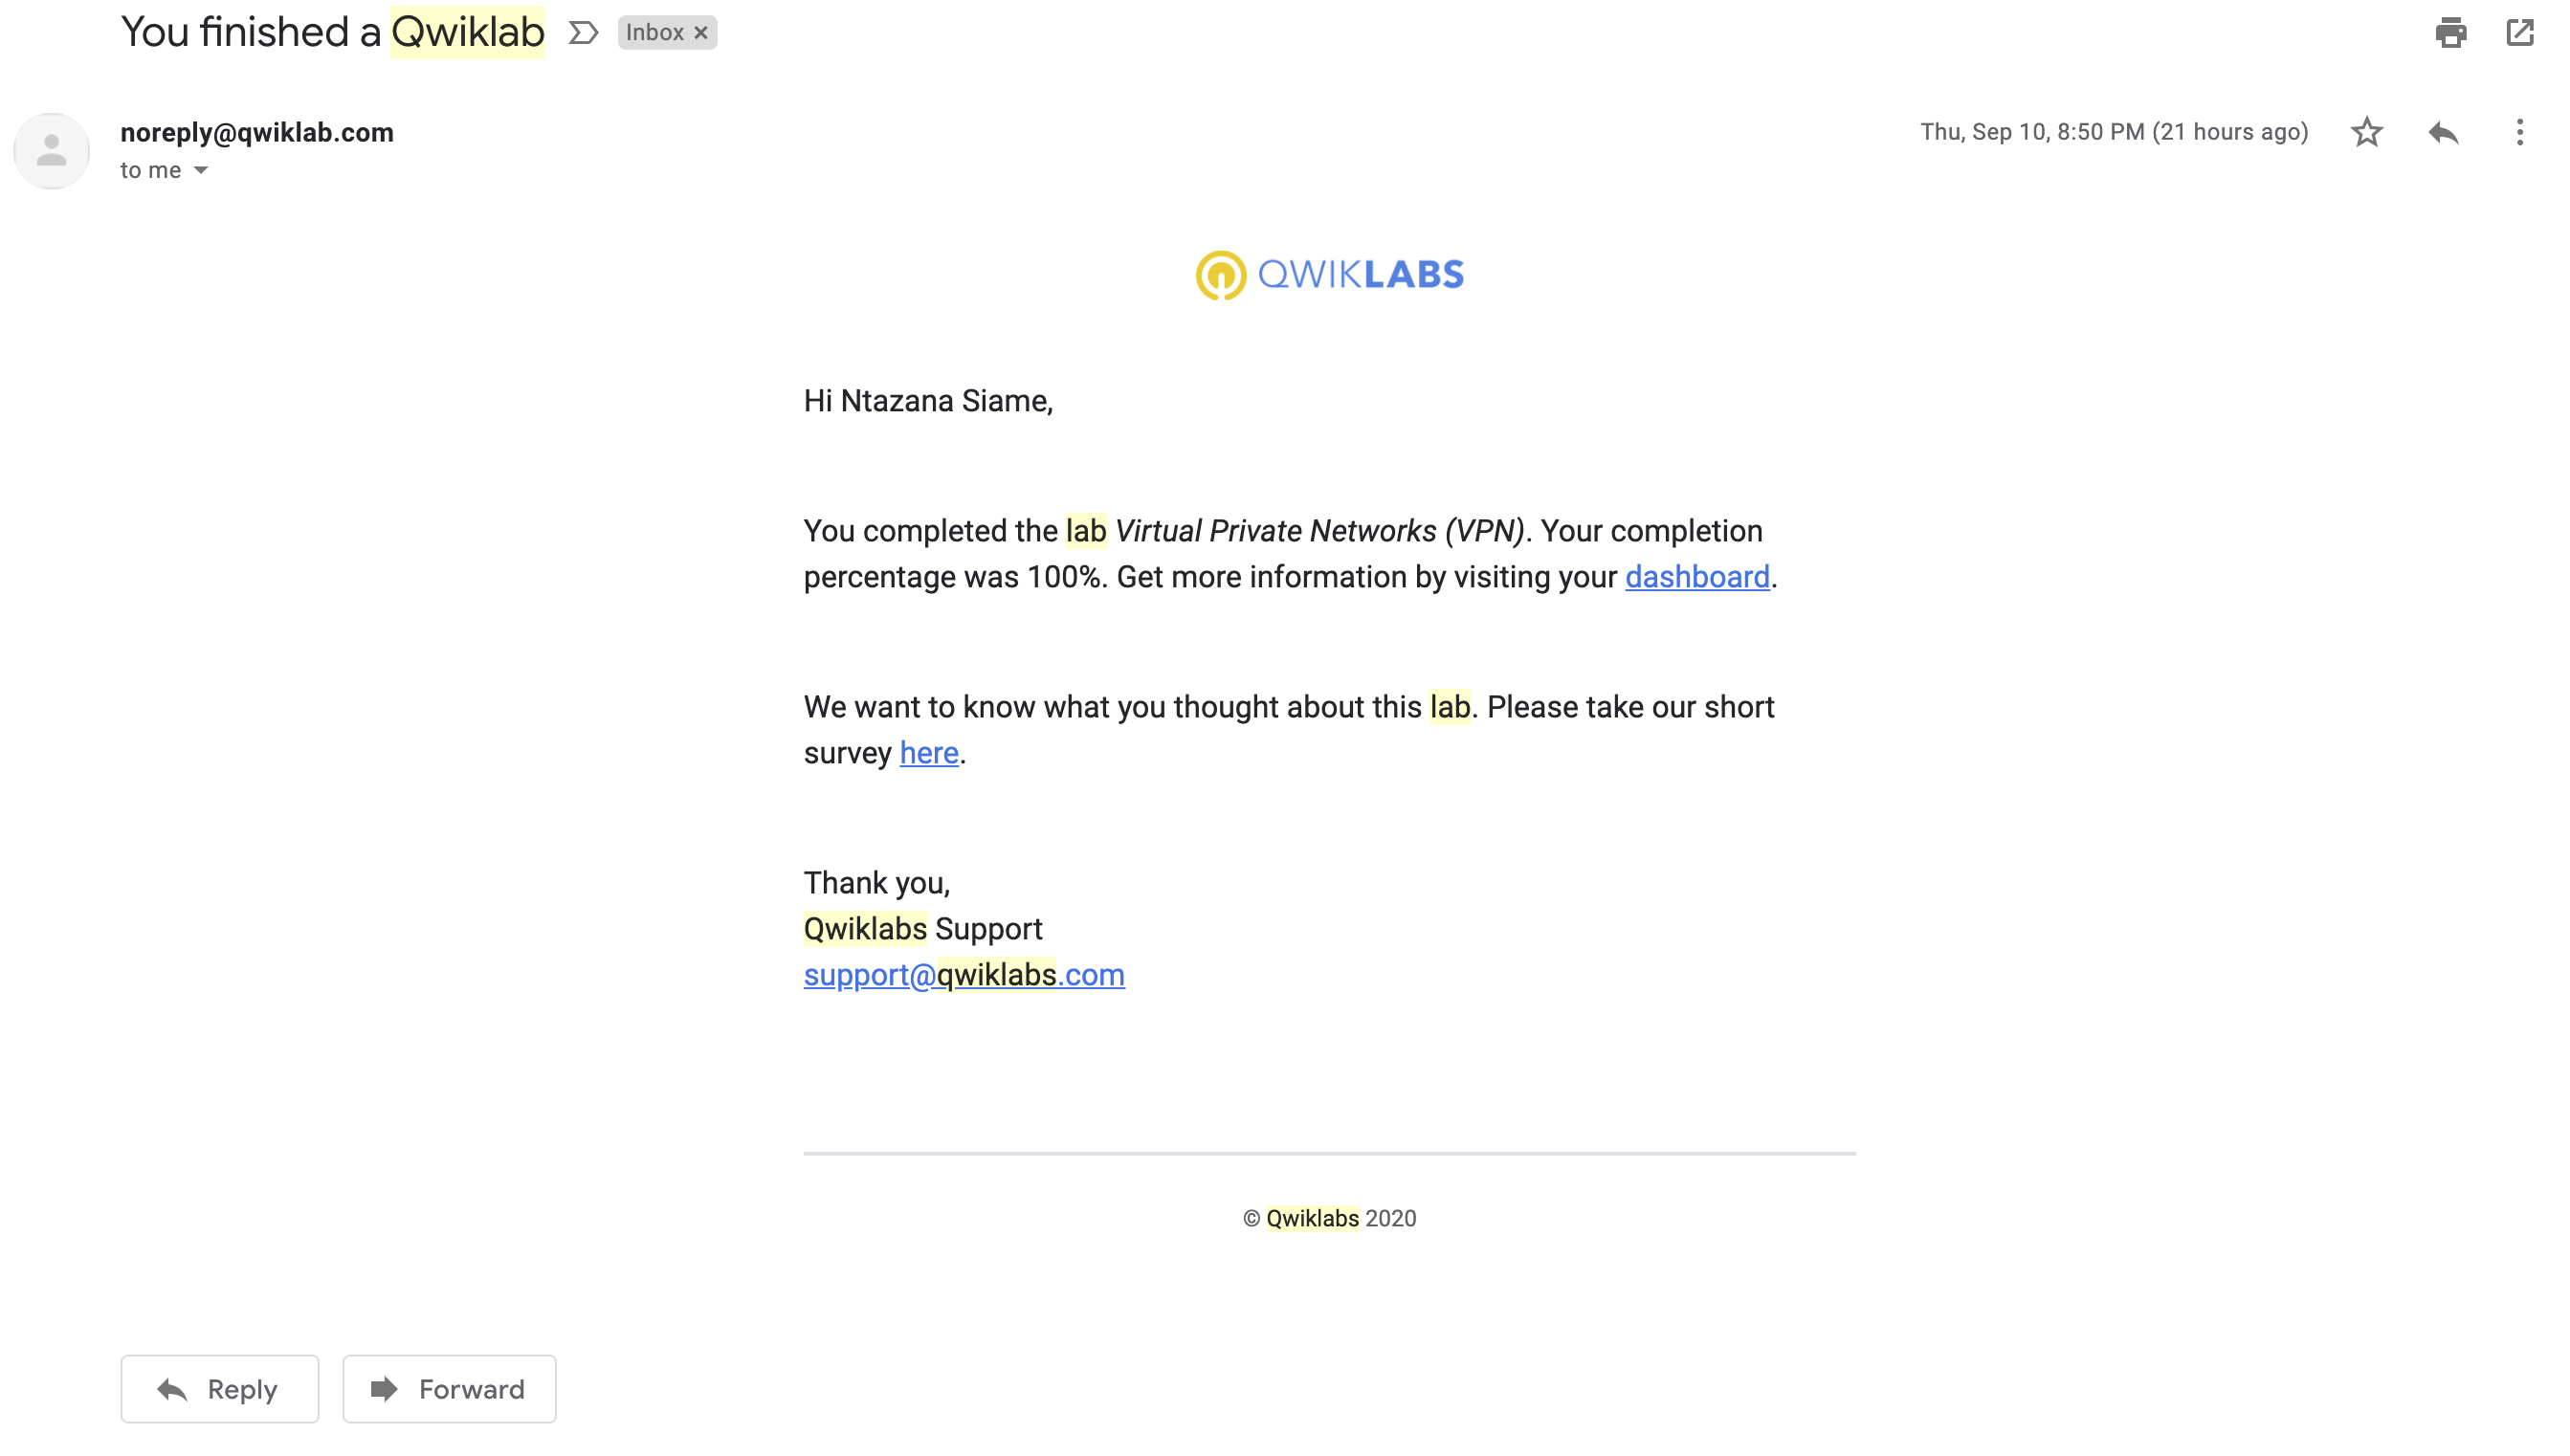 You finished a Qwiklab
Inbox ×
noreply@qwiklab.com
Thu, Sep 10, 8:50 PM (21 hours ago)
to me
QWIKLABS
Hi Ntazana Siame,
You completed the lab Virtual Private Networks (VPN). Your completion
percentage was 100%. Get more information by visiting your dashboard.
We want to know what you thought about this lab. Please take our short
survey here.
Thank you,
Qwiklabs Support
support@qwiklabs.com
© Qwiklabs 2020
Reply
Forward